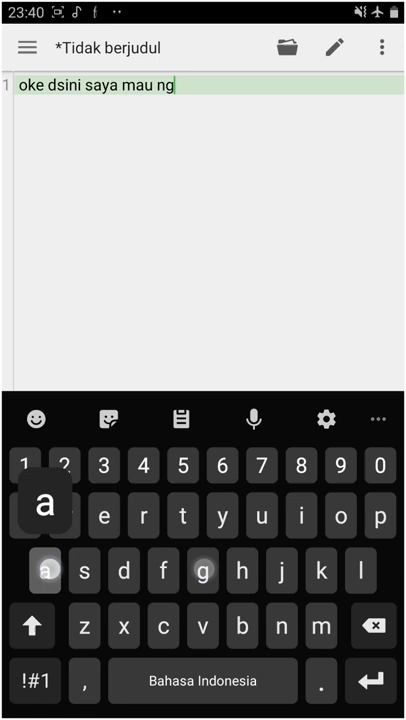 23:40
*Tidak berjudul
1 oke dsini saya mau ng
1 2 3 4 5 6 7 8 9 0
a
e r t y u i o p
a s d f g h j k l
z x c v b n m
!#1 , Bahasa Indonesia .